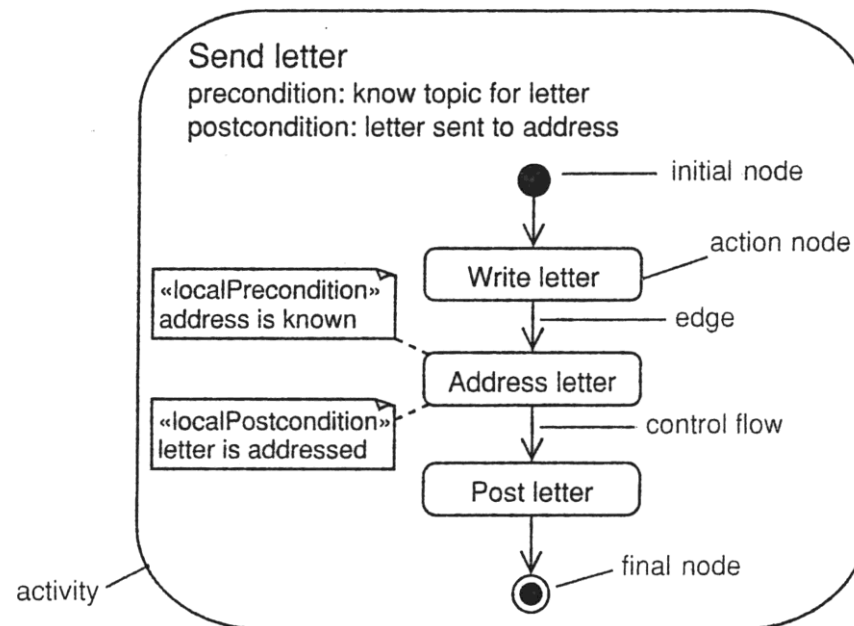 Send letter
precondition: know topic for letter
postcondition: letter sent to address
initial node
action node
Write letter
«localPrecondition»
address is known
edge
Address letter
«localPostcondition»
letter is addressed
control flow
Post letter
final node
activity